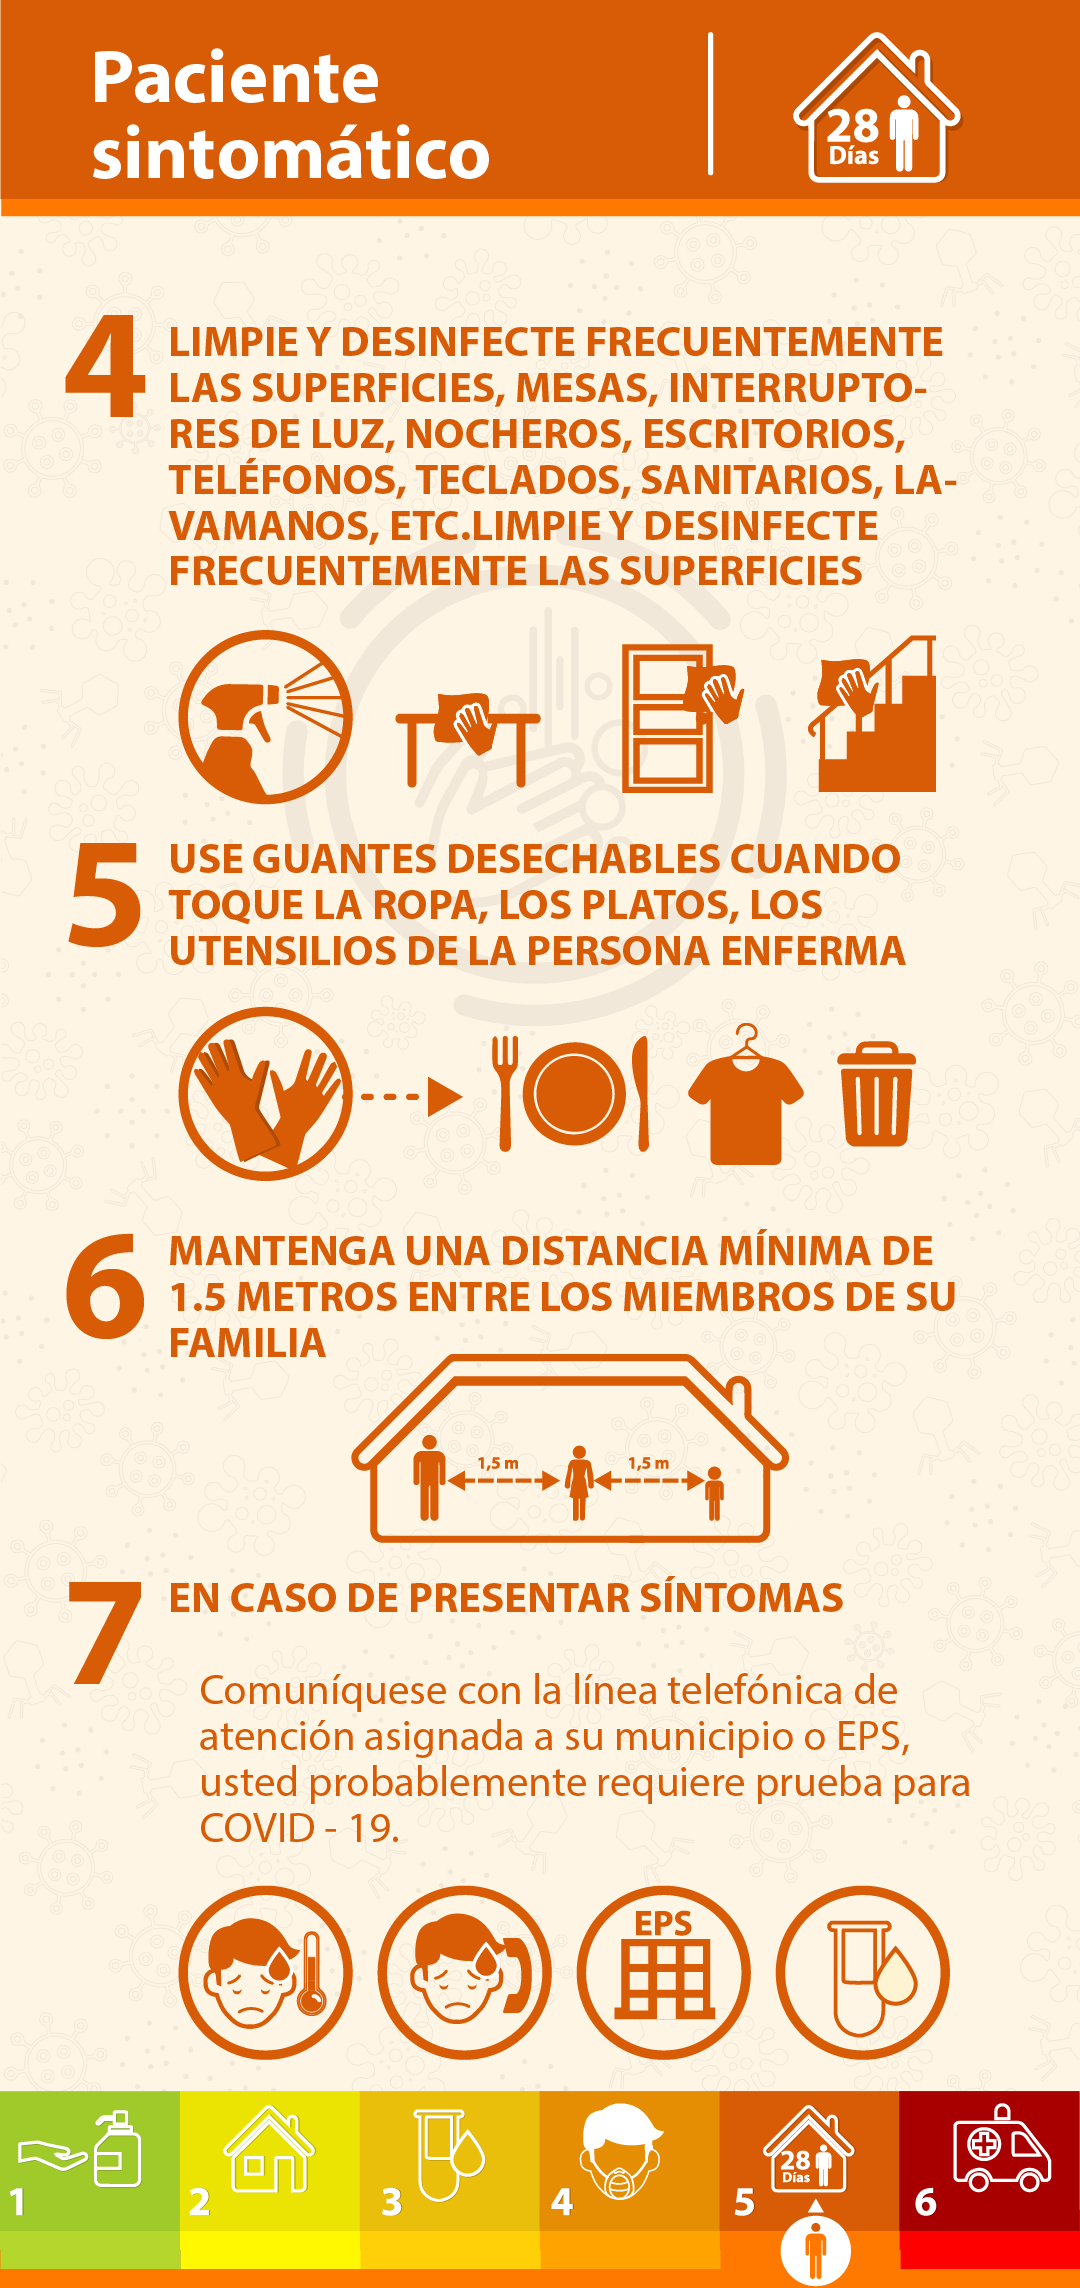 Paciente
sintomático
28
Días
4
LIMPIE Y DESINFECTE FRECUENTEMENTE
LAS SUPERFICIES, MESAS, INTERRUPTO-
RES DE LUZ, NOCHEROS, ESCRITORIOS,
TELÉFONOS, TECLADOS, SANITARIOS, LA-
VAMANOS, ETC.LIMPIE Y DESINFECTE
FRECUENTEMENTE LAS SUPERFICIES
5
USE GUANTES DESECHABLES CUANDO
TOQUE LA ROPA, LOS PLATOS, LOS
UTENSILIOS DE LA PERSONA ENFERMA
6
MANTENGA UNA DISTANCIA MÍNIMA DE
1.5 METROS ENTRE LOS MIEMBROS DE SU
FAMILIA
1,5 m
1,5 m
7
EN CASO DE PRESENTAR SÍNTOMAS
Comuníquese con la línea telefónica de
atención asignada a su municipio o EPS,
usted probablemente requiere prueba para
COVID - 19.
EPS
1
2
3
4
5
28
Días
6